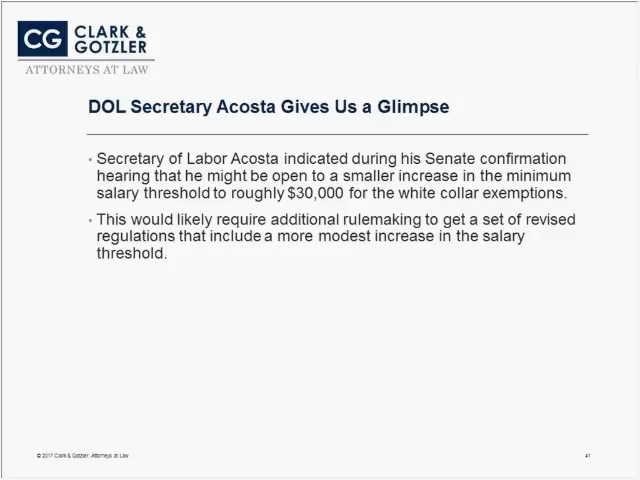 CG CLARK &
GOTZLER
ATTORNEYS AT LAW
DOL Secretary Acosta Gives Us a Glimpse
• Secretary of Labor Acosta indicated during his Senate confirmation
hearing that he might be open to a smaller increase in the minimum
salary threshold to roughly $30,000 for the white collar exemptions.
• This would likely require additional rulemaking to get a set of revised
regulations that include a more modest increase in the salary
threshold.
© 2017 Clark & Gotzler, Attorneys at Law
41